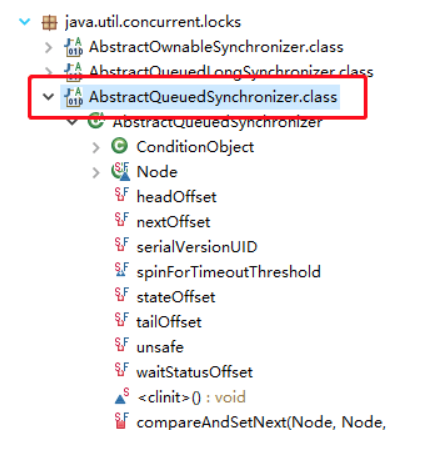 java.util.concurrent.locks
AbstractOwnableSynchronizer.class
AbstractQueuedLongSynchronizer.class
AbstractQueuedSynchronizer.class
AbstractQueuedSynchronizer
ConditionObject
Node
headOffset
nextOffset
serialVersionUID
spinForTimeoutThreshold
stateOffset
tailOffset
unsafe
waitStatusOffset
<clinit>() : void
compareAndSetNext(Node, Node,